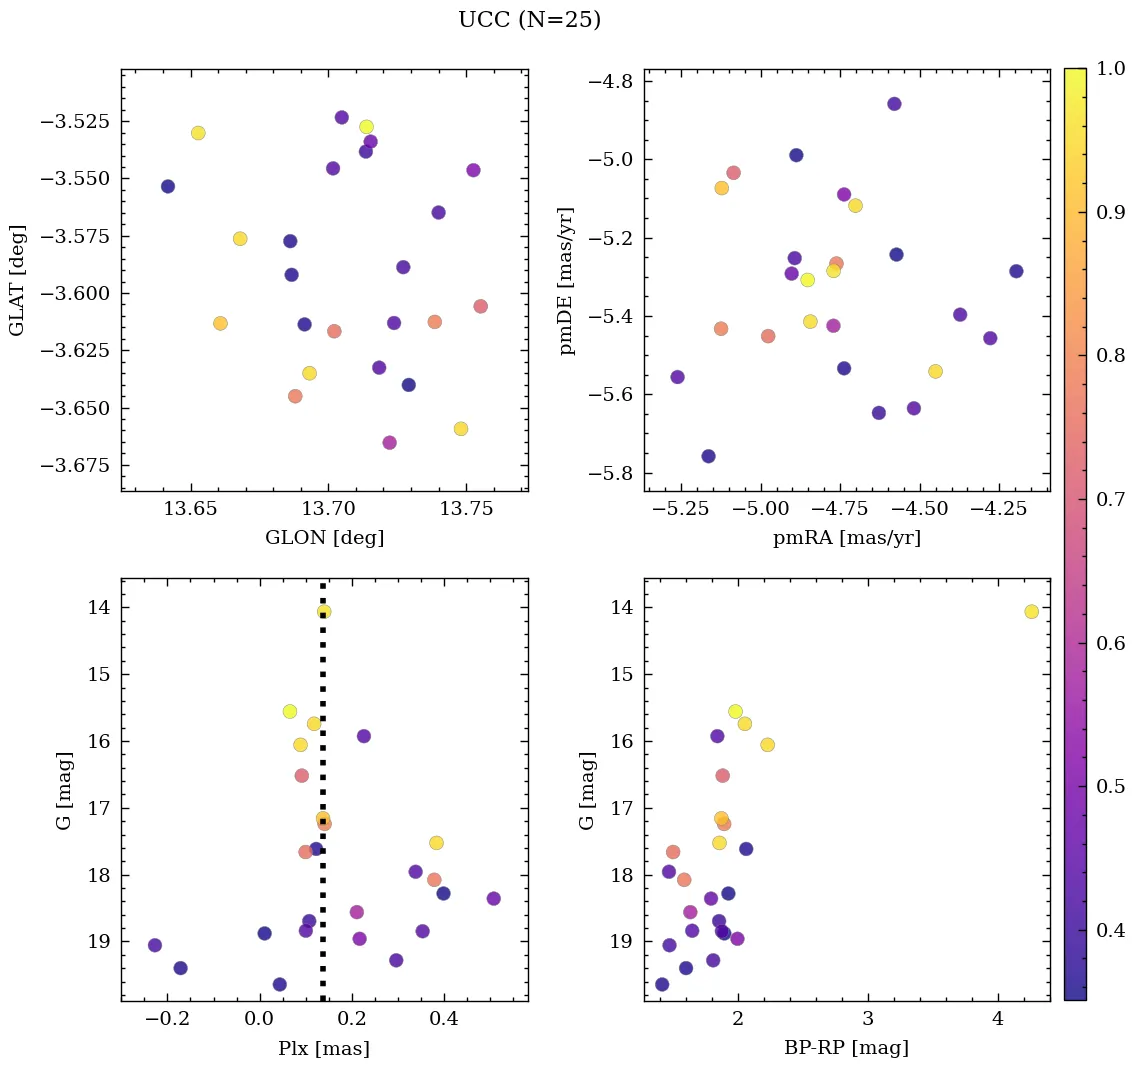 UCC (N=25)
−3.525
−3.550
−3.575
−3.600
−3.625
−3.650
−3.675
GLAT [deg]
13.65 13.70 13.75
GLON [deg]
−4.8
−5.0
−5.2
−5.4
−5.6
−5.8
pmDE [mas/yr]
−5.25 −5.00 −4.75 −4.50 −4.25
pmRA [mas/yr]
14
15
16
17
18
19
G [mag]
−0.2 0.0 0.2 0.4
Plx [mas]
14
15
16
17
18
19
G [mag]
2 3 4
BP-RP [mag]
1.0
0.9
0.8
0.7
0.6
0.5
0.4